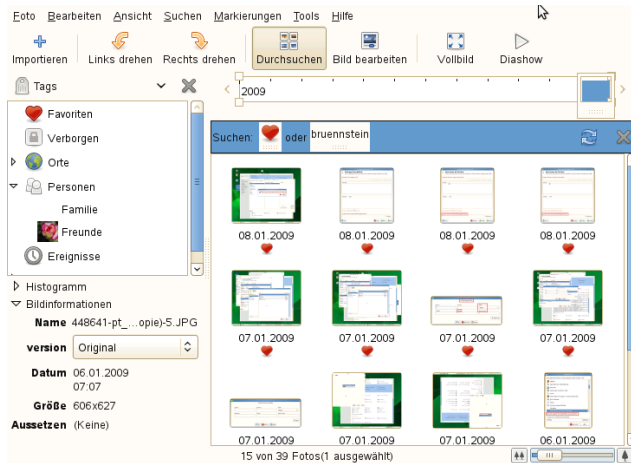 Foto Bearbeiten Ansicht Suchen Markierungen Tools Hilfe
Importieren Links drehen Rechts drehen Durchsuchen Bild bearbeiten Vollbild Diashow
Tags
2009
Favoriten
Verborgen
Orte
Personen
Familie
Freunde
Ereignisse
Suchen: oder bruennstein
08.01.2009 08.01.2009 08.01.2009 08.01.2009
07.01.2009 07.01.2009 07.01.2009 07.01.2009
07.01.2009 07.01.2009 07.01.2009 06.01.2009
Histogramm
Bildinformationen
Name 448641-pt_...opie)-5.JPG
version Original
Datum 06.01.2009
07:07
Größe 606x627
Aussetzen (Keine)
15 von 39 Fotos(1 ausgewählt)